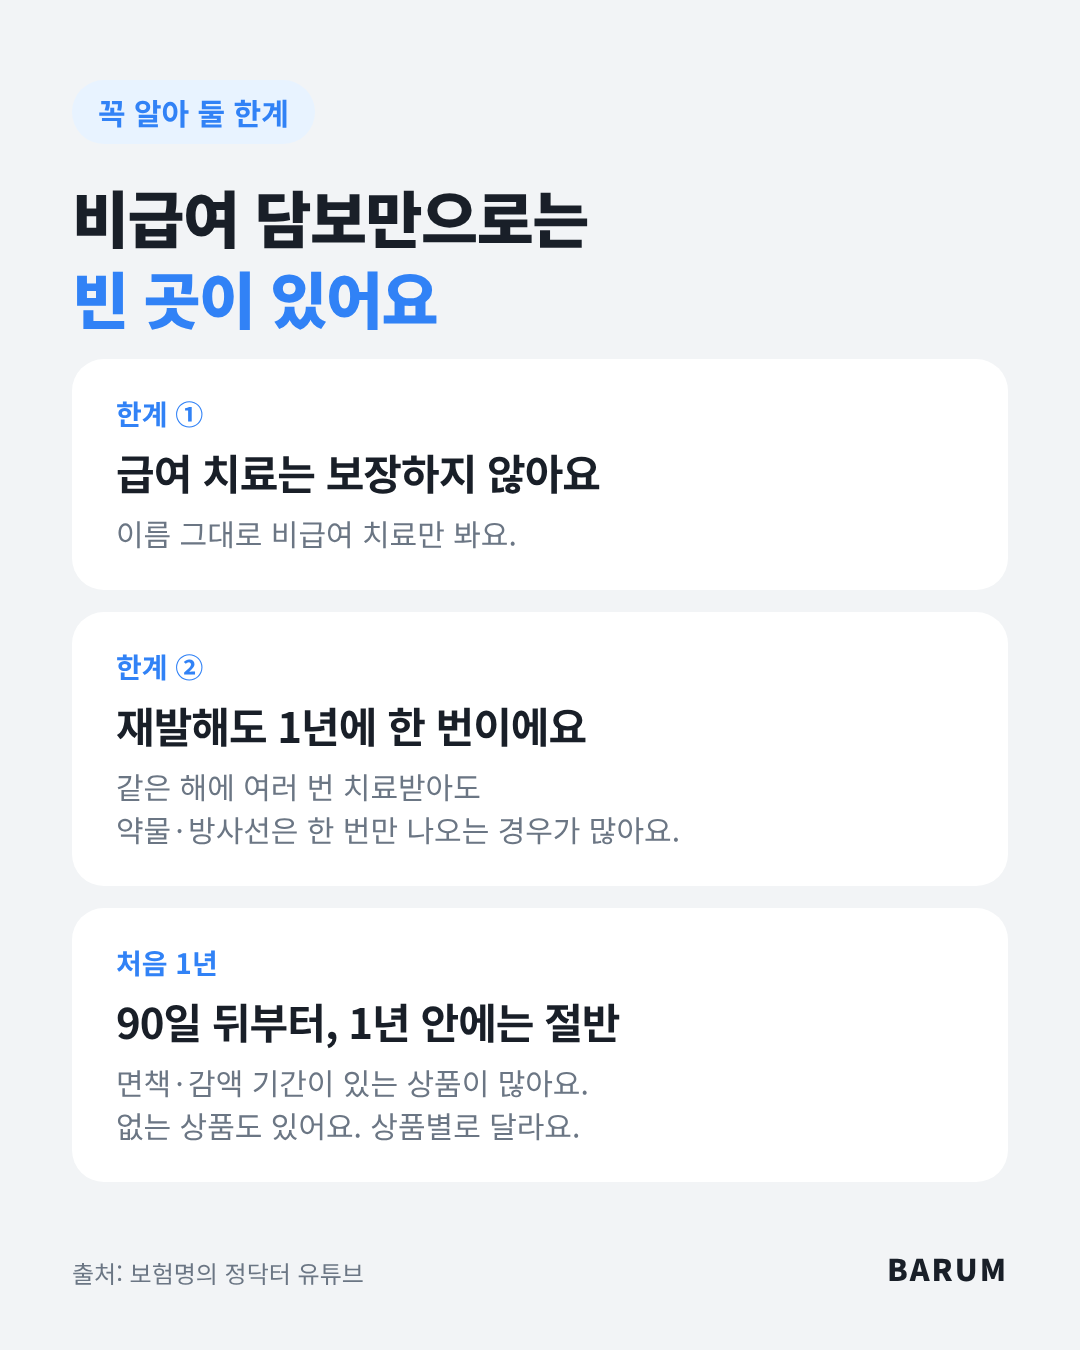 꼭 알아 둘 한계
비급여 담보만으로는
빈 곳이 있어요
한계 ①
급여 치료는 보장하지 않아요
이름 그대로 비급여 치료만 봐요.
한계 ②
재발해도 1년에 한 번이에요
같은 해에 여러 번 치료받아도
약물·방사선은 한 번만 나오는 경우가 많아요.
처음 1년
90일 뒤부터, 1년 안에는 절반
면책·감액 기간이 있는 상품이 많아요.
없는 상품도 있어요. 상품별로 달라요.
출처: 보험명의 정닥터 유튜브
BARUM